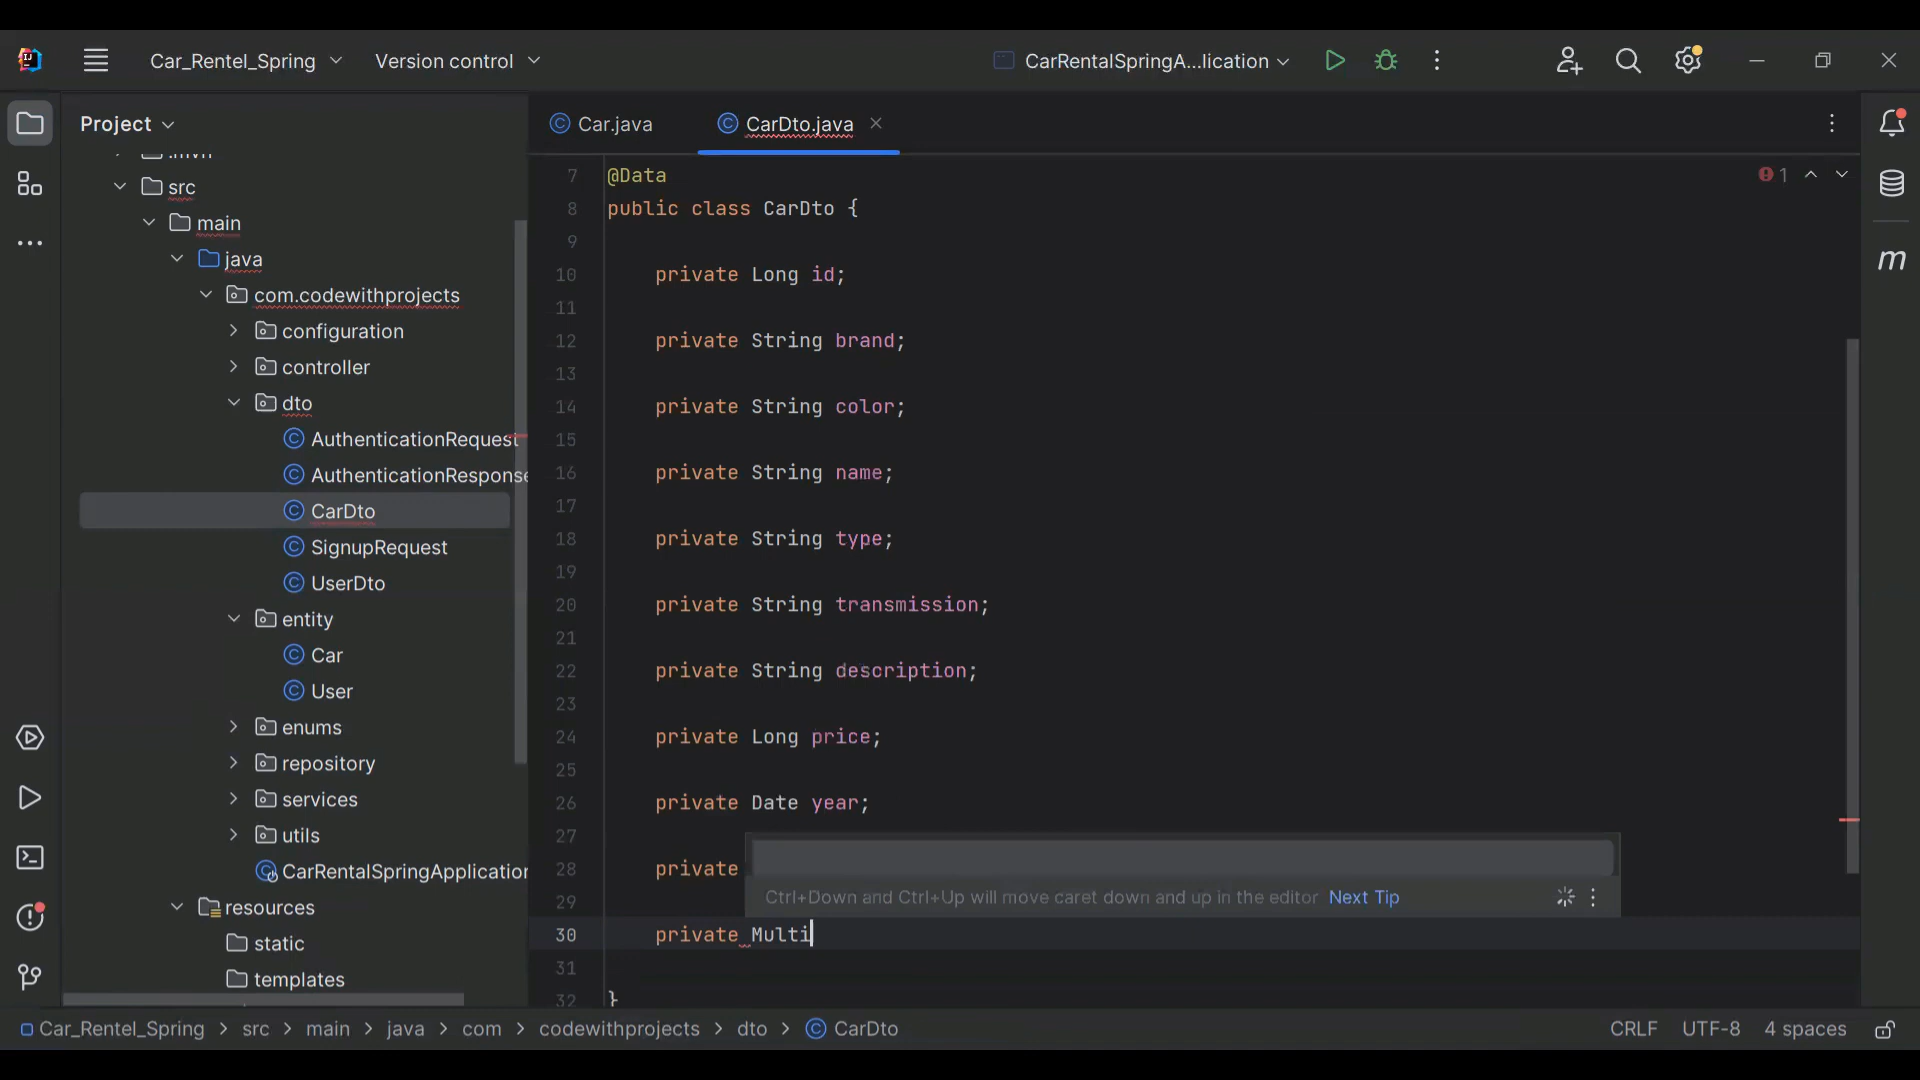 Car_Rentel_Spring
Version control
CarRentalSpringA...lication
Project
Car.java
CarDto.java
src
main
java
com.codewithprojects
configuration
controller
dto
AuthenticationRequest
AuthenticationResponse
CarDto
SignupRequest
UserDto
entity
Car
User
enums
repository
services
utils
CarRentalSpringApplication
resources
static
templates
1
7 @Data
8 public class CarDto {
9
10 private Long id;
11
12 private String brand;
13
14 private String color;
15
16 private String name;
17
18 private String type;
19
20 private String transmission;
21
22 private String description;
23
24 private Long price;
25
26 private Date year;
27
28 private
Ctrl+Down and Ctrl+Up will move caret down and up in the editor Next Tip
29
30 private Multi
31
32 }
m
Car_Rentel_Spring > src > main > java > com > codewithprojects > dto > CarDto
CRLF UTF-8 4 spaces